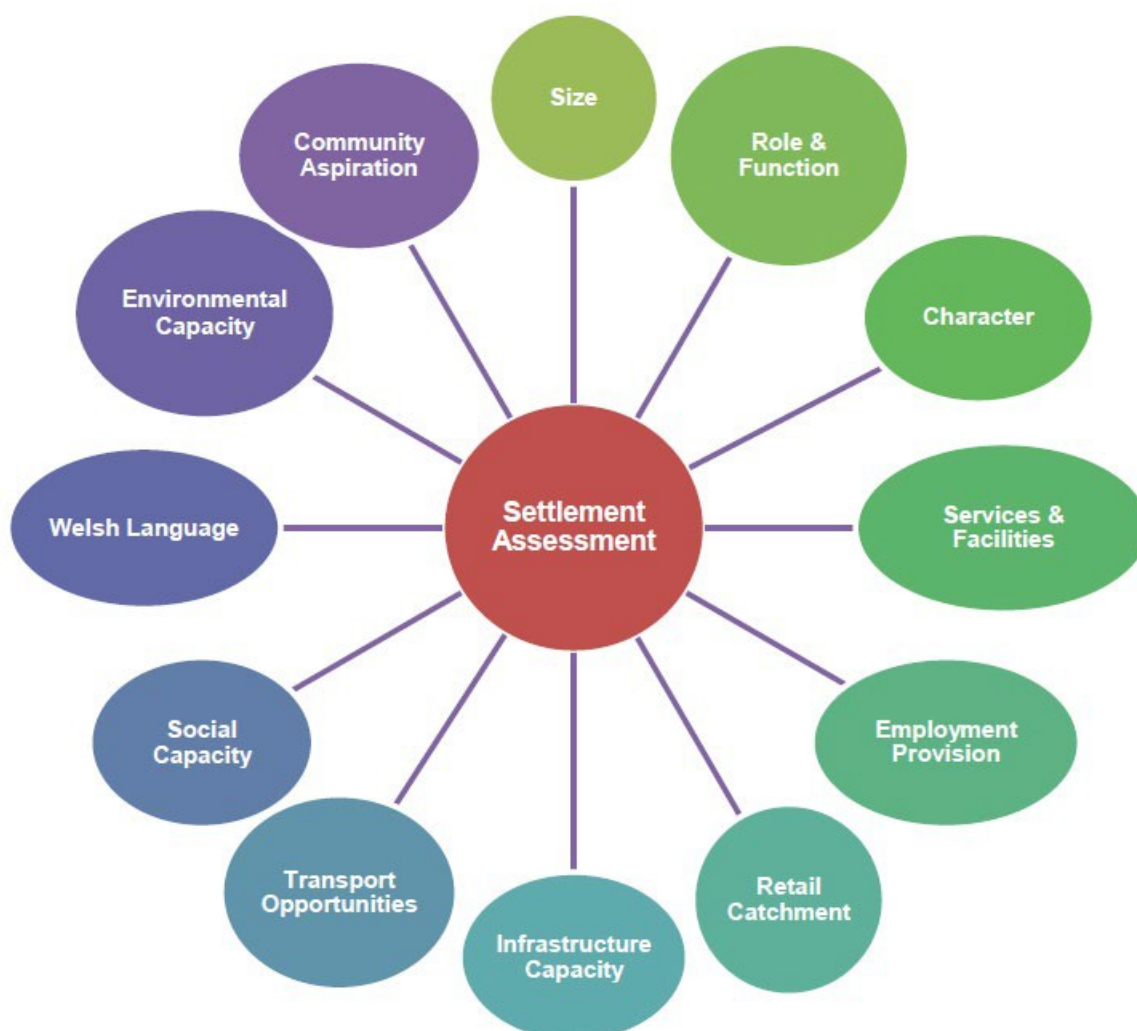 Size
Role &
Function
Character
Services &
Facilities
Employment
Provision
Retail
Catchment
Infrastructure
Capacity
Transport
Opportunities
Social
Capacity
Welsh Language
Environmental
Capacity
Community
Aspiration
Settlement
Assessment